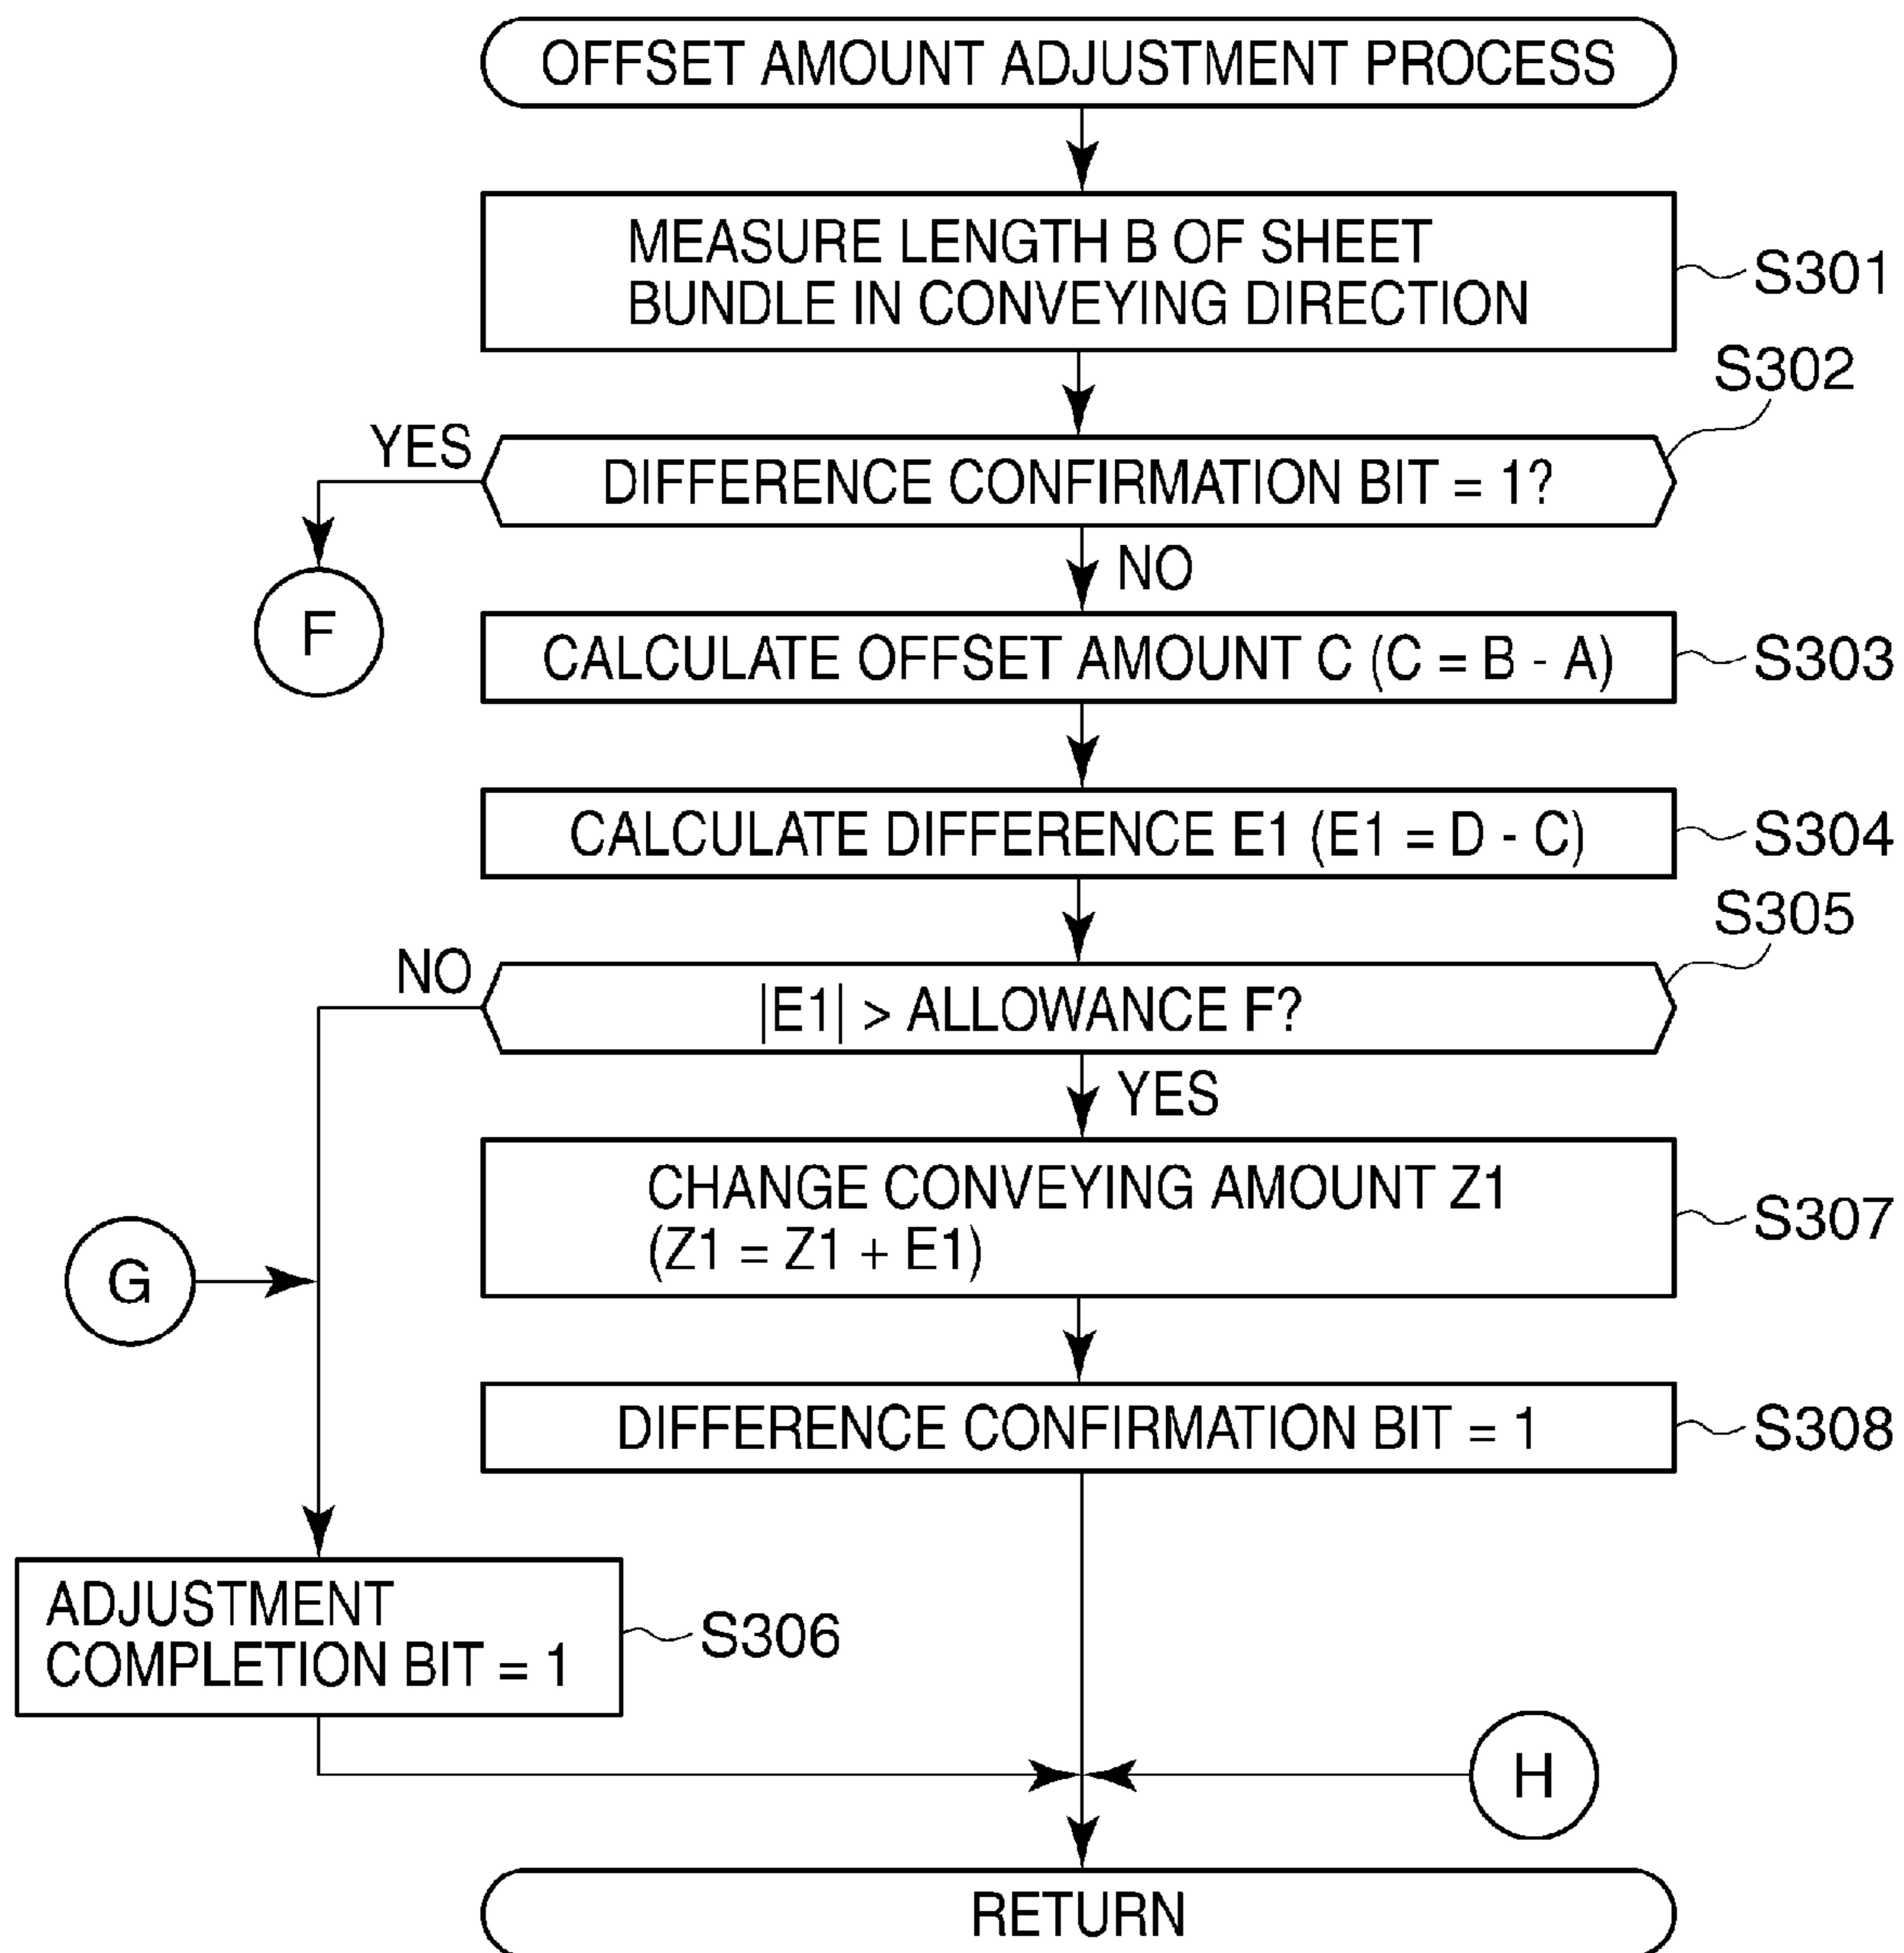 OFFSET AMOUNT ADJUSTMENT PROCESS
MEASURE LENGTH B OF SHEET
BUNDLE IN CONVEYING DIRECTION
S301
S302
YES
DIFFERENCE CONFIRMATION BIT = 1?
NO
F
CALCULATE OFFSET AMOUNT C (C = B - A)
S303
CALCULATE DIFFERENCE E1 (E1 = D - C)
S304
S305
NO
|E1| > ALLOWANCE F?
YES
CHANGE CONVEYING AMOUNT Z1
(Z1 = Z1 + E1)
S307
G
DIFFERENCE CONFIRMATION BIT = 1
S308
ADJUSTMENT
COMPLETION BIT = 1
S306
H
RETURN